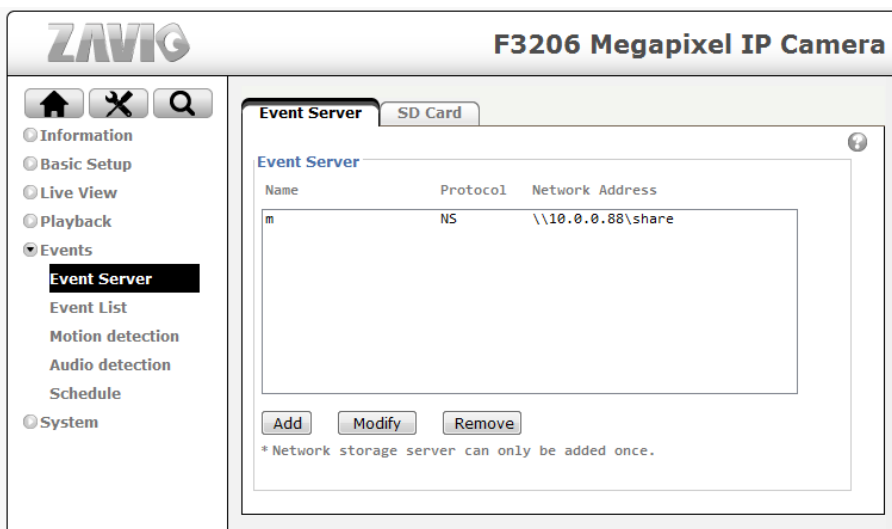 ZAVIO
F3206 Megapixel IP Camera
Information
Basic Setup
Live View
Playback
Events
Event Server
Event List
Motion detection
Audio detection
Schedule
System
Event Server SD Card
?
Event Server
Name Protocol Network Address
m NS \\10.0.0.88\share
Add Modify Remove
* Network storage server can only be added once.